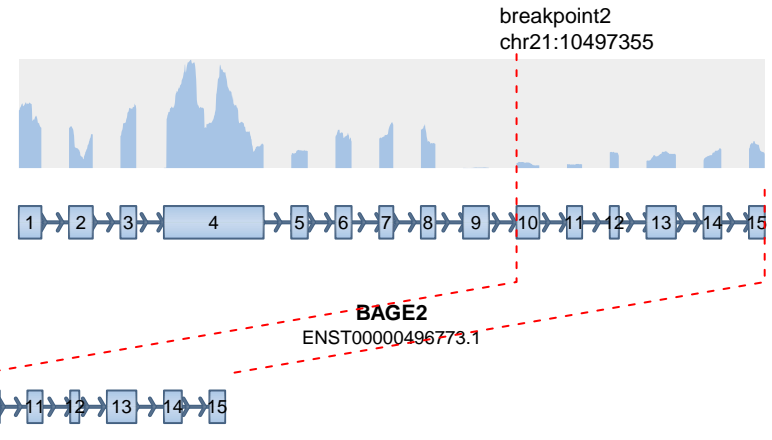 breakpoint2
chr21:10497355
1 2 3 4 5 6 7 8 9 10 11 12 13 14 15
BAGE2
ENST00000496773.1
11 12 13 14 15